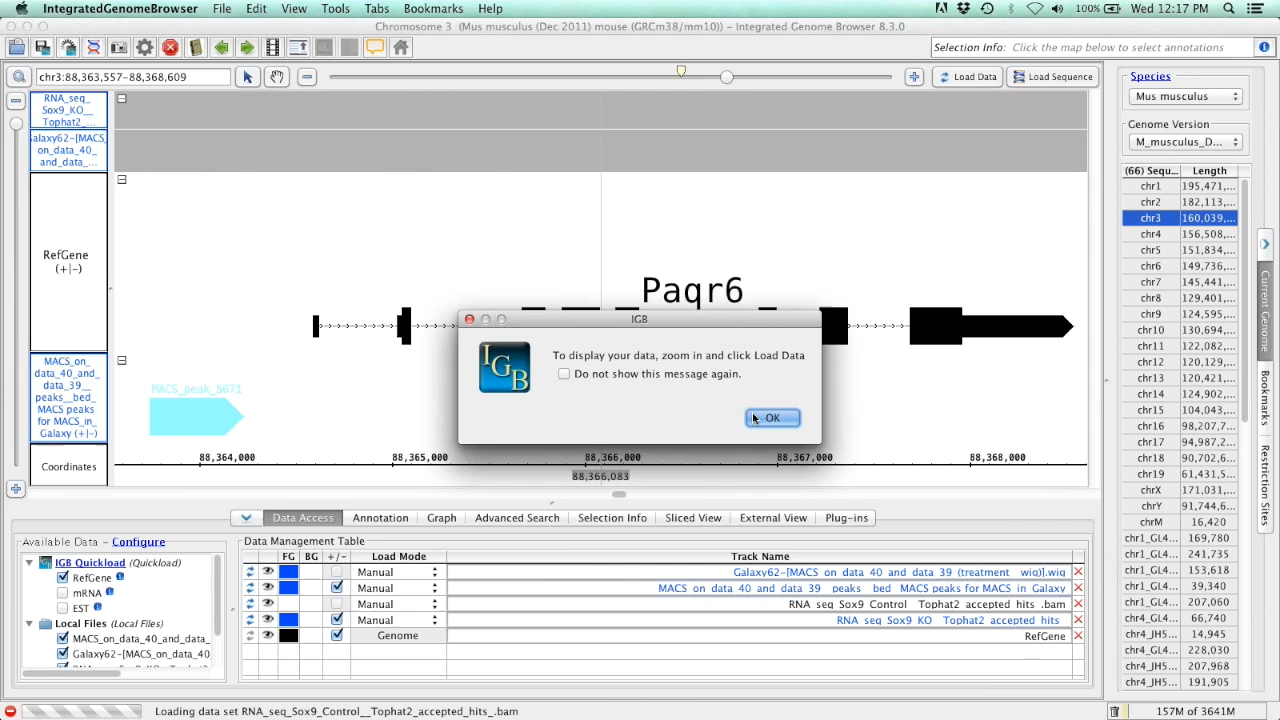 IntegratedGenomeBrowser File Edit View Tools Tabs Bookmarks Help 100% Wed 12:17 PM
Chromosome 3 (Mus musculus (Dec 2011) mouse (GRCm38/mm10)) - Integrated Genome Browser 8.3.0
Selection Info: Click the map below to select annotations
chr3:88,363,557-88,368,609
Load Data
Load Sequence
RNA_seq_
Sox9_KO__
Tophat2_...
alaxy62-[MACS_
on_data_40_
and_data_...
RefGene
(+|-)
MACS_on_
data_40_and_
data_39__
peaks__bed_
MACS peaks
for MACS_in_
Galaxy (+|-)
Coordinates
Paqr6
MACS_peak_5671
88,364,000 88,365,000 88,366,000 88,367,000 88,368,000
88,366,083
IGB
IGB
To display your data, zoom in and click Load Data
Do not show this message again.
OK
Species
Mus musculus
Genome Version
M_musculus_D...
(66) Sequ... Length
chr1 195,471,...
chr2 182,113,...
chr3 160,039,...
chr4 156,508,...
chr5 151,834,...
chr6 149,736,...
chr7 145,441,...
chr8 129,401,...
chr9 124,595,...
chr10 130,694,...
chr11 122,082,...
chr12 120,129,...
chr13 120,421,...
chr14 124,902,...
chr15 104,043,...
chr16 98,207,7...
chr17 94,987,2...
chr18 90,702,6...
chr19 61,431,5...
chrX 171,031,...
chrY 91,744,6...
chrM 16,420
chr1_GL4... 169,780
chr1_GL4... 241,735
chr1_GL4... 153,618
chr1_GL4... 39,340
chr1_GL4... 207,060
chr4_GL4... 66,740
chr4_JH5... 14,945
chr4_GL4... 228,030
chr4_JH5... 207,968
chr4_JH5... 191,905
Current Genome
Bookmarks
Restriction Sites
Data Access Annotation Graph Advanced Search Selection Info Sliced View External View Plug-ins
Available Data - Configure
IGB Quickload (Quickload)
RefGene
mRNA
EST
Local Files (Local Files)
MACS_on_data_40_and_data_
Galaxy62-[MACS_on_data_40_
Data Management Table
FG BG +/- Load Mode Track Name
Manual Galaxy62-[MACS on data 40 and data 39 (treatment wig)].wig
Manual MACS on data 40 and data 39 peaks bed MACS peaks for MACS in Galaxy
Manual RNA seq Sox9 Control Tophat2 accepted hits .bam
Manual RNA seq Sox9 KO Tophat2 accepted hits
Genome RefGene
Loading data set RNA_seq_Sox9_Control__Tophat2_accepted_hits_.bam
157M of 3641M